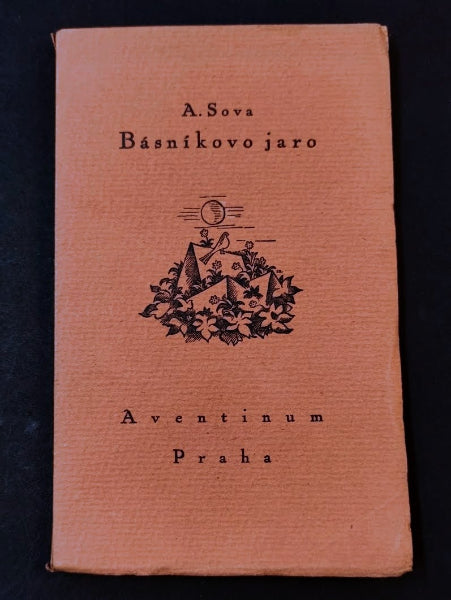 A. Sova
Básníkovo jaro
Aventinum
Praha